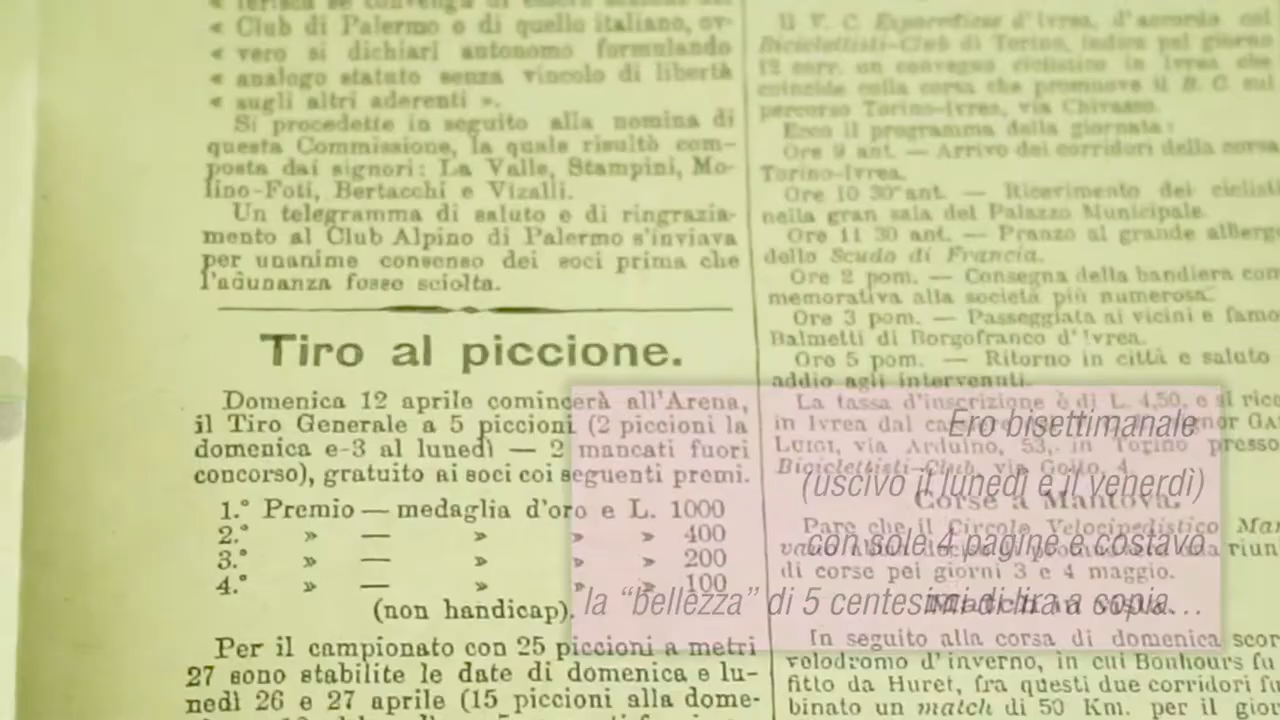 « Club di Palermo o di quello italiano, ov-
« vero si dichiari autonomo formulando
« analogo statuto senza vincolo di libertà
« sugli altri aderenti ».
Si procedette in seguito alla nomina di
questa Commissione, la quale risultò com-
posta dai signori: La Valle, Stampini, Mo-
lino-Foti, Bertacchi e Vizalli.
Un telegramma di saluto e di ringrazia-
mento al Club Alpino di Palermo s'inviava
per unanime consenso dei soci prima che
l'adunanza fosse sciolta.
Tiro al piccione.
Domenica 12 aprile comincerà all'Arena,
il Tiro Generale a 5 piccioni (2 piccioni la
domenica e 3 al lunedì — 2 mancati fuori
concorso), gratuito ai soci coi seguenti premi.
1.° Premio — medaglia d'oro e L. 1000
2.° » — » » » 400
3.° » — » » » 200
4.° » — » » » 100
(non handicap).
Per il campionato con 25 piccioni a metri
27 sono stabilite le date di domenica e lu-
nedì 26 e 27 aprile (15 piccioni alla dome-
Il V. C. Eporediese d'Ivrea, d'accordo col
Biciclettisti-Club di Torino, indice pel giorno
12 corr. un convegno ciclistico in Ivrea che
coincide colla corsa che promuove il B. C. sul
percorso Torino-Ivrea, via Chivasso.
Ecco il programma della giornata:
Ore 9 ant. — Arrivo dei corridori della corsa
Torino-Ivrea.
Ore 10 30 ant. — Ricevimento dei ciclisti
nella gran sala del Palazzo Municipale.
Ore 11 30 ant. — Pranzo al grande alberg
dello Scudo di Francia.
Ore 2 pom. — Consegna della bandiera com
memorativa alla società più numerosa.
Ore 3 pom. — Passeggiata ai vicini e famo
Balmetti di Borgofranco d'Ivrea.
Ore 5 pom. — Ritorno in città e saluto
addio agli intervenuti.
La tassa d'inscrizione è di L. 4,50, e si rice
in Ivrea dal
LUIGI, via Arduino, 53, in Torino presso
Biciclettisti-Club, via Goito, 4.
Corse a Mantova.
Pare che il Circolo Velocipedistico Man
riun
di corse pei giorni 3 e 4 maggio.
In seguito alla corsa di domenica scor
velodromo d'inverno, in cui Bonhours fu
fitto da Huret, fra questi due corridori fu
binato un match di 50 Km. per il gior
Ero bisettimanale
(uscivo il lunedì e il venerdì)
con sole 4 pagine e costavo
la “bellezza” di 5 centesimi di lira a copia…